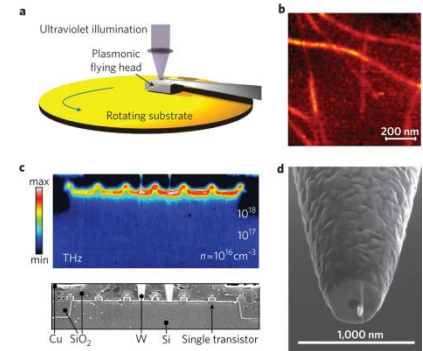 a
Ultraviolet illumination
Plasmonic
flying head
Rotating substrate
b
200 nm
c
max
min
THz
10¹⁸
10¹⁷
n ≈ 10¹⁶ cm⁻³
Cu
SiO₂
W
Si
Single transistor
d
1,000 nm